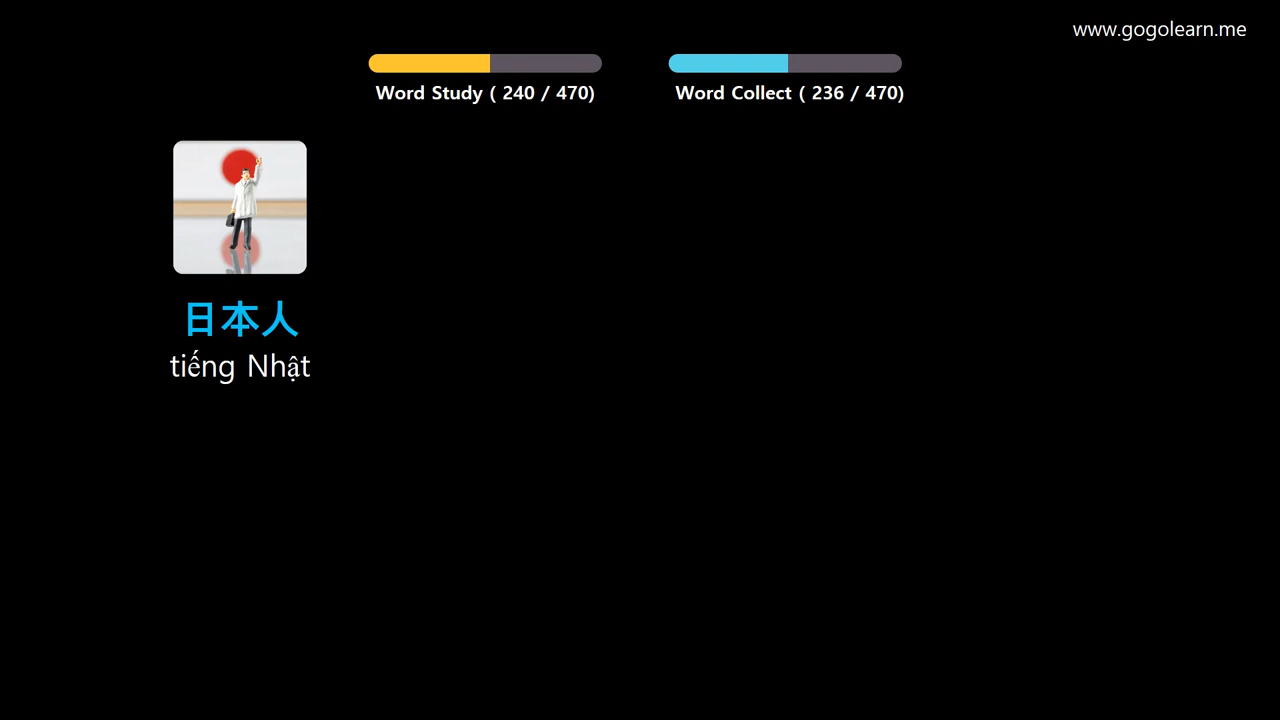 www.gogolearn.me
Word Study ( 240 / 470)
Word Collect ( 236 / 470)
日本人
tiếng Nhật